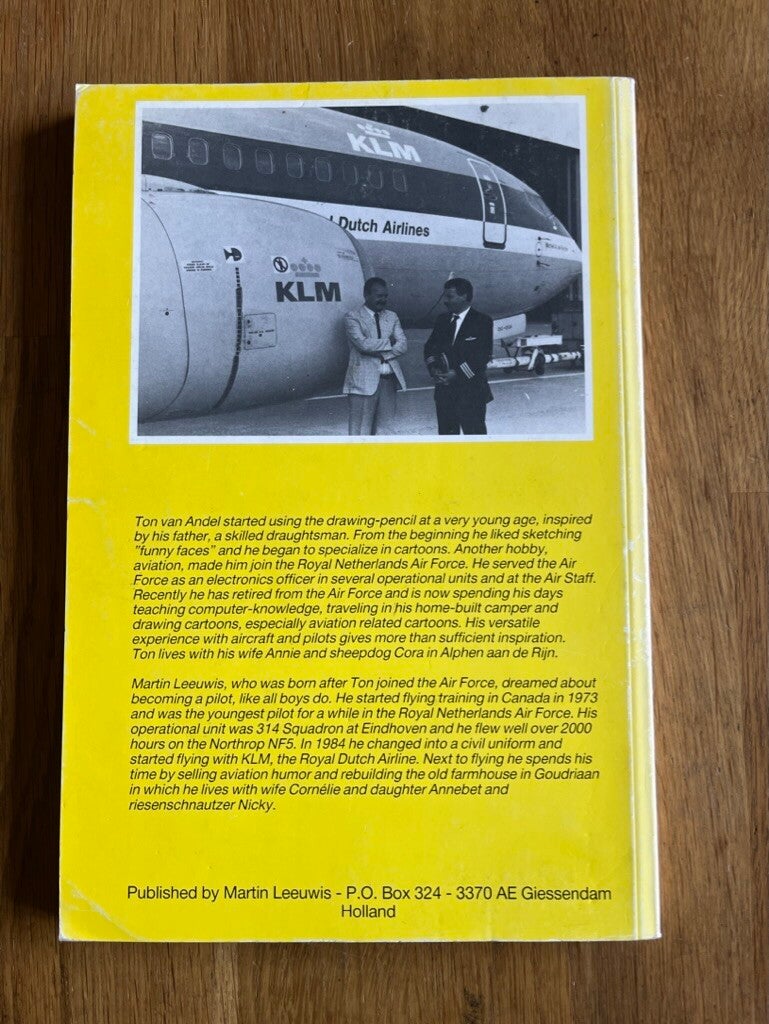 KLM
l Dutch Airlines
KLM
Ton van Andel started using the drawing-pencil at a very young age, inspired
by his father, a skilled draughtsman. From the beginning he liked sketching
"funny faces" and he began to specialize in cartoons. Another hobby,
aviation, made him join the Royal Netherlands Air Force. He served the Air
Force as an electronics officer in several operational units and at the Air Staff.
Recently he has retired from the Air Force and is now spending his days
teaching computer-knowledge, traveling in his home-built camper and
drawing cartoons, especially aviation related cartoons. His versatile
experience with aircraft and pilots gives more than sufficient inspiration.
Ton lives with his wife Annie and sheepdog Cora in Alphen aan de Rijn.
Martin Leeuwis, who was born after Ton joined the Air Force, dreamed about
becoming a pilot, like all boys do. He started flying training in Canada in 1973
and was the youngest pilot for a while in the Royal Netherlands Air Force. His
operational unit was 314 Squadron at Eindhoven and he flew well over 2000
hours on the Northrop NF5. In 1984 he changed into a civil uniform and
started flying with KLM, the Royal Dutch Airline. Next to flying he spends his
time by selling aviation humor and rebuilding the old farmhouse in Goudriaan
in which he lives with wife Cornélie and daughter Annebet and
riesenschnautzer Nicky.
Published by Martin Leeuwis - P.O. Box 324 - 3370 AE Giessendam
Holland